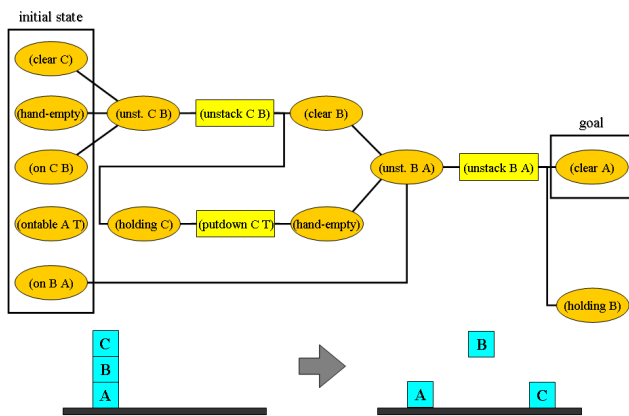 initial state
(clear C)
(hand-empty)
(unst. C B)
(unstack C B)
(clear B)
goal
(on C B)
(unst. B A)
(unstack B A)
(clear A)
(ontable A T)
(holding C)
(putdown C T)
(hand-empty)
(on B A)
(holding B)
C
B
A
B
A
C